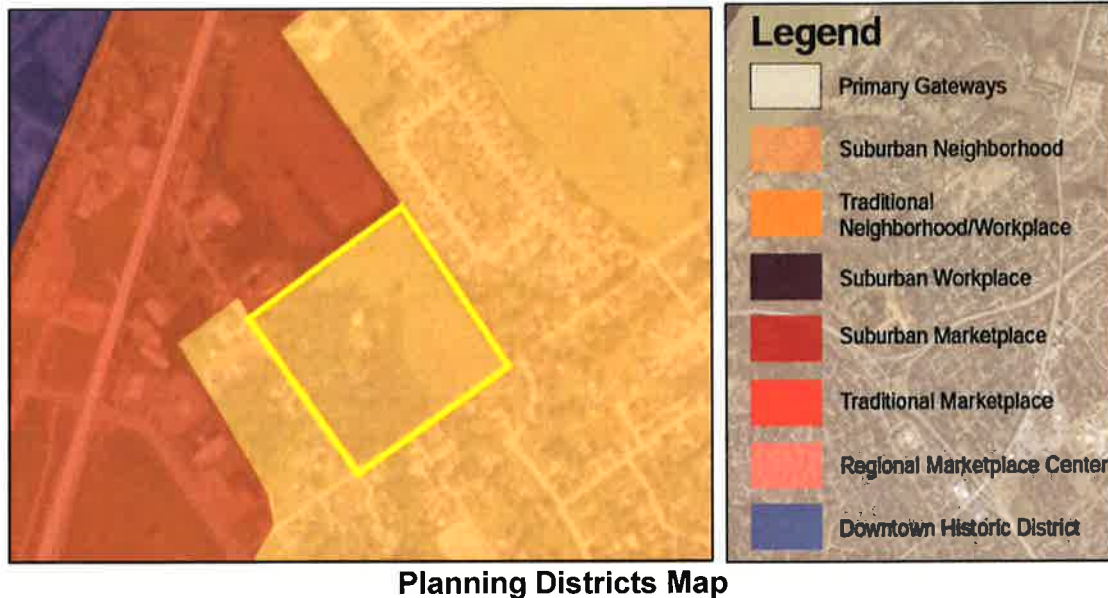 Legend
Primary Gateways
Suburban Neighborhood
Traditional
Neighborhood/Workplace
Suburban Workplace
Suburban Marketplace
Traditional Marketplace
Regional Marketplace Center
Downtown Historic District
Planning Districts Map